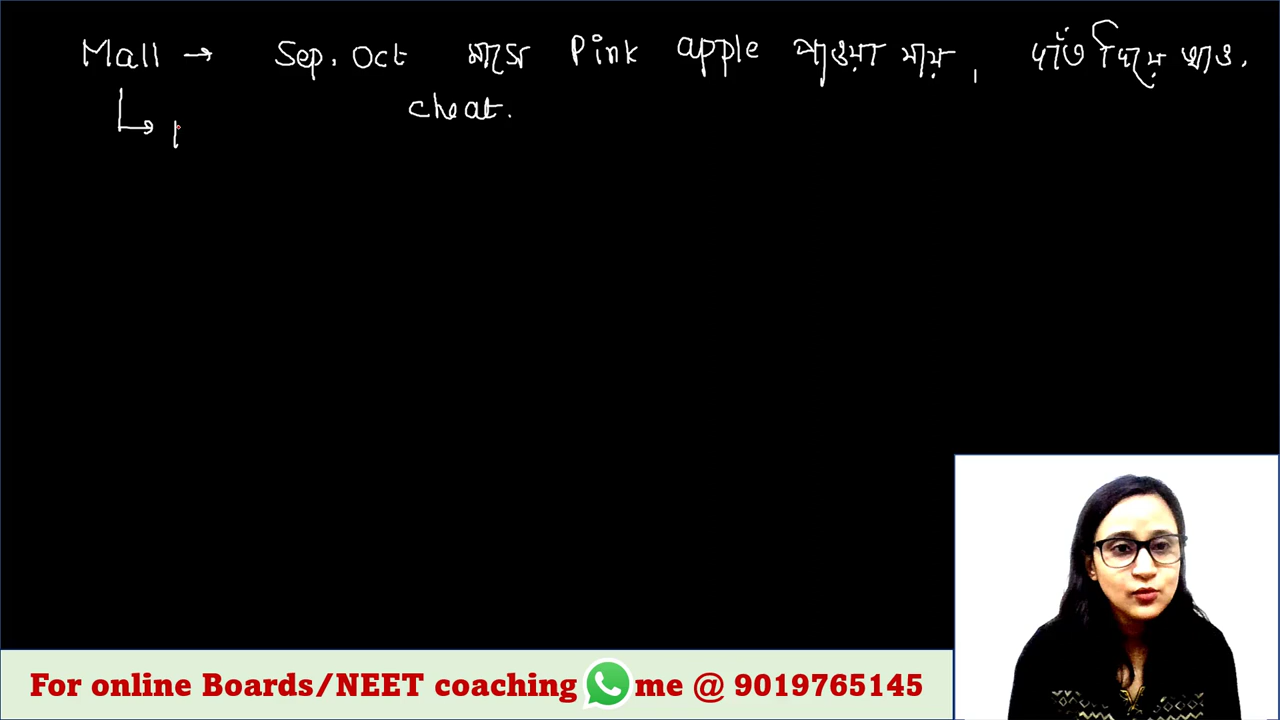 Mall → Sep. Oct মাসে Pink apple পাওয়া যায়, দাঁত দিয়ে খাও.
cheat.
For online Boards/NEET coaching me @ 9019765145